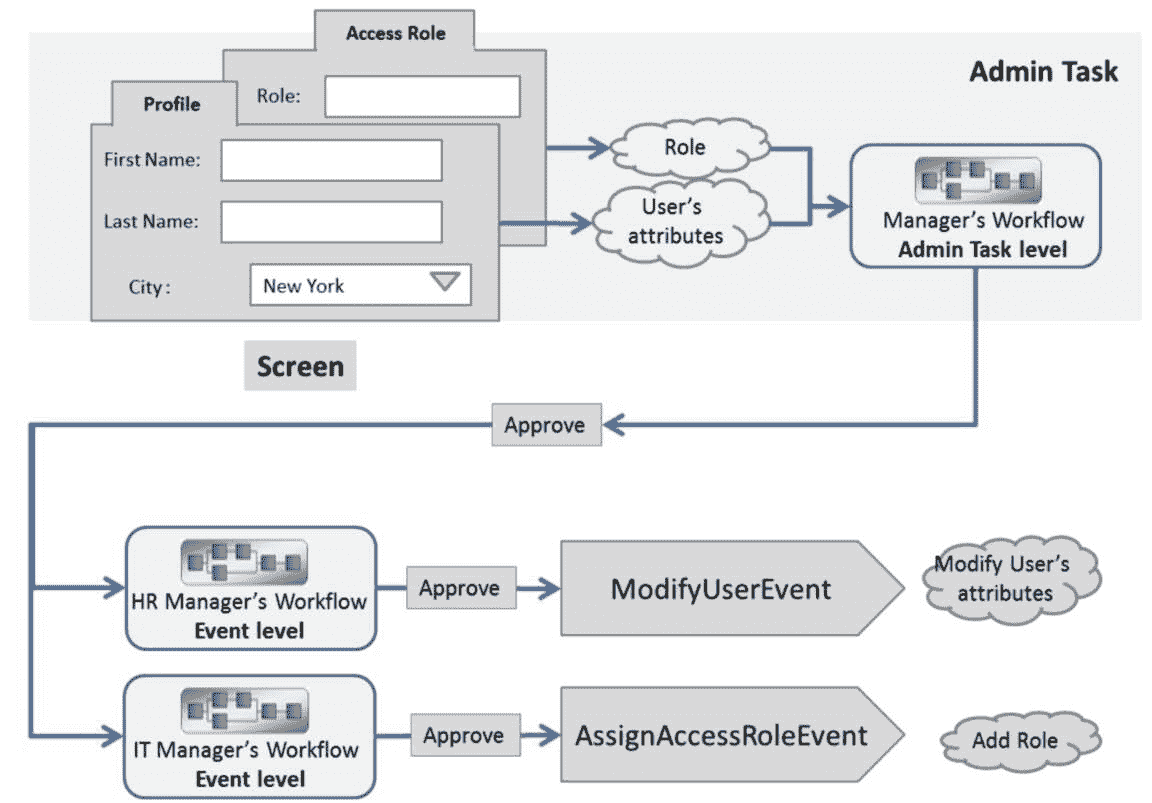 Access Role
Admin Task
Role:
Profile
First Name:
Role
Last Name:
User's
attributes
Manager's Workflow
Admin Task level
City :
New York
Screen
Approve
HR Manager's Workflow
Event level
Approve
ModifyUserEvent
Modify User's
attributes
IT Manager's Workflow
Event level
Approve
AssignAccessRoleEvent
Add Role